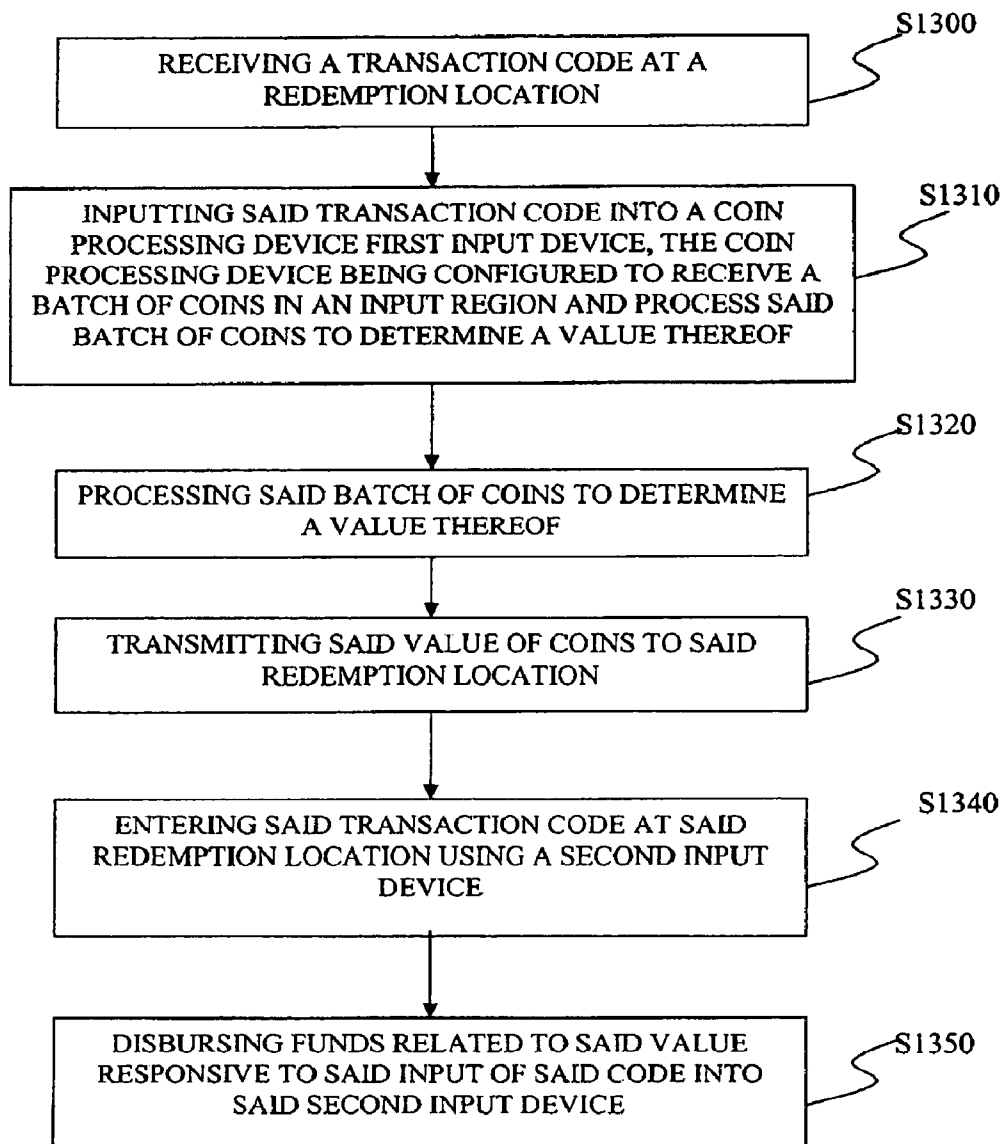 S1300
RECEIVING A TRANSACTION CODE AT A
REDEMPTION LOCATION
S1310
INPUTTING SAID TRANSACTION CODE INTO A COIN
PROCESSING DEVICE FIRST INPUT DEVICE, THE COIN
PROCESSING DEVICE BEING CONFIGURED TO RECEIVE A
BATCH OF COINS IN AN INPUT REGION AND PROCESS SAID
BATCH OF COINS TO DETERMINE A VALUE THEREOF
S1320
PROCESSING SAID BATCH OF COINS TO DETERMINE
A VALUE THEREOF
S1330
TRANSMITTING SAID VALUE OF COINS TO SAID
REDEMPTION LOCATION
S1340
ENTERING SAID TRANSACTION CODE AT SAID
REDEMPTION LOCATION USING A SECOND INPUT
DEVICE
S1350
DISBURSING FUNDS RELATED TO SAID VALUE
RESPONSIVE TO SAID INPUT OF SAID CODE INTO
SAID SECOND INPUT DEVICE